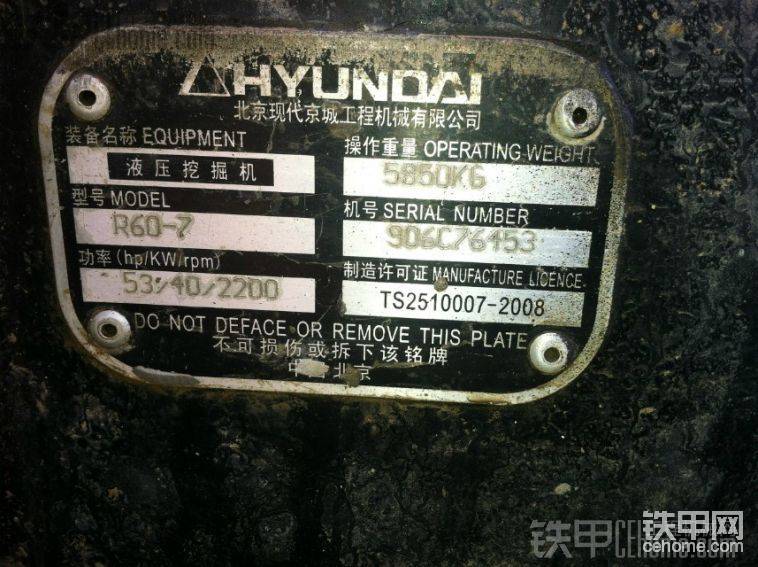 HYUNDAI
北京现代京城工程机械有限公司
装备名称 EQUIPMENT
液压挖掘机
操作重量 OPERATING WEIGHT
5850KG
型号 MODEL
R60-7
机号 SERIAL NUMBER
906C76453
功率(hp/KW/rpm)
53/40/2200
制造许可证 MANUFACTURE LICENCE
TS2510007-2008
DO NOT DEFACE OR REMOVE THIS PLATE
不可损伤或拆下该铭牌
中 北京
铁甲网
cehome.com